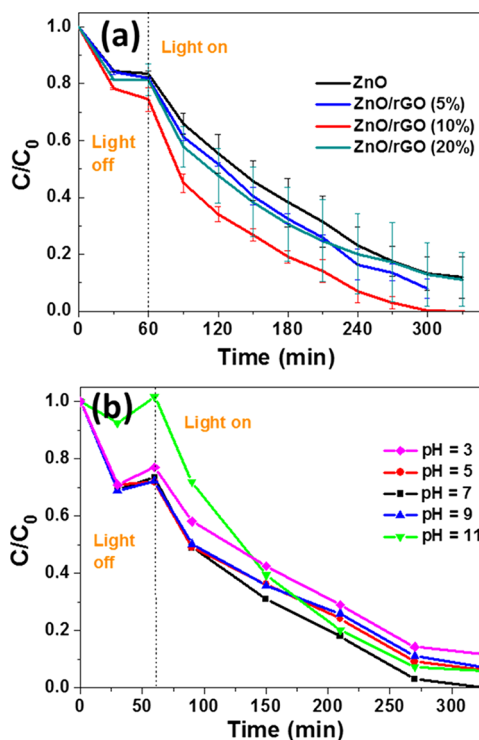 (a)
Light on
Light
off
ZnO
ZnO/rGO (5%)
ZnO/rGO (10%)
ZnO/rGO (20%)
C/C0
1.0
0.8
0.6
0.4
0.2
0.0
0 60 120 180 240 300
Time (min)
(b)
Light on
Light
off
pH = 3
pH = 5
pH = 7
pH = 9
pH = 11
C/C0
1.0
0.8
0.6
0.4
0.2
0.0
0 50 100 150 200 250 300
Time (min)